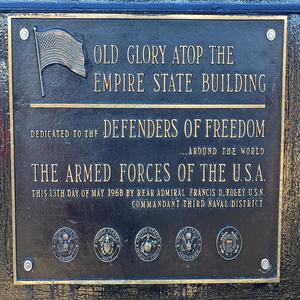 OLD GLORY ATOP THE
EMPIRE STATE BUILDING
DEDICATED TO THE DEFENDERS OF FREEDOM
...AROUND THE WORLD
THE ARMED FORCES OF THE U.S.A.
THIS 13TH DAY OF MAY 1968 BY REAR ADMIRAL FRANCIS D. FOLEY U.S.N.
COMMANDANT THIRD NAVAL DISTRICT